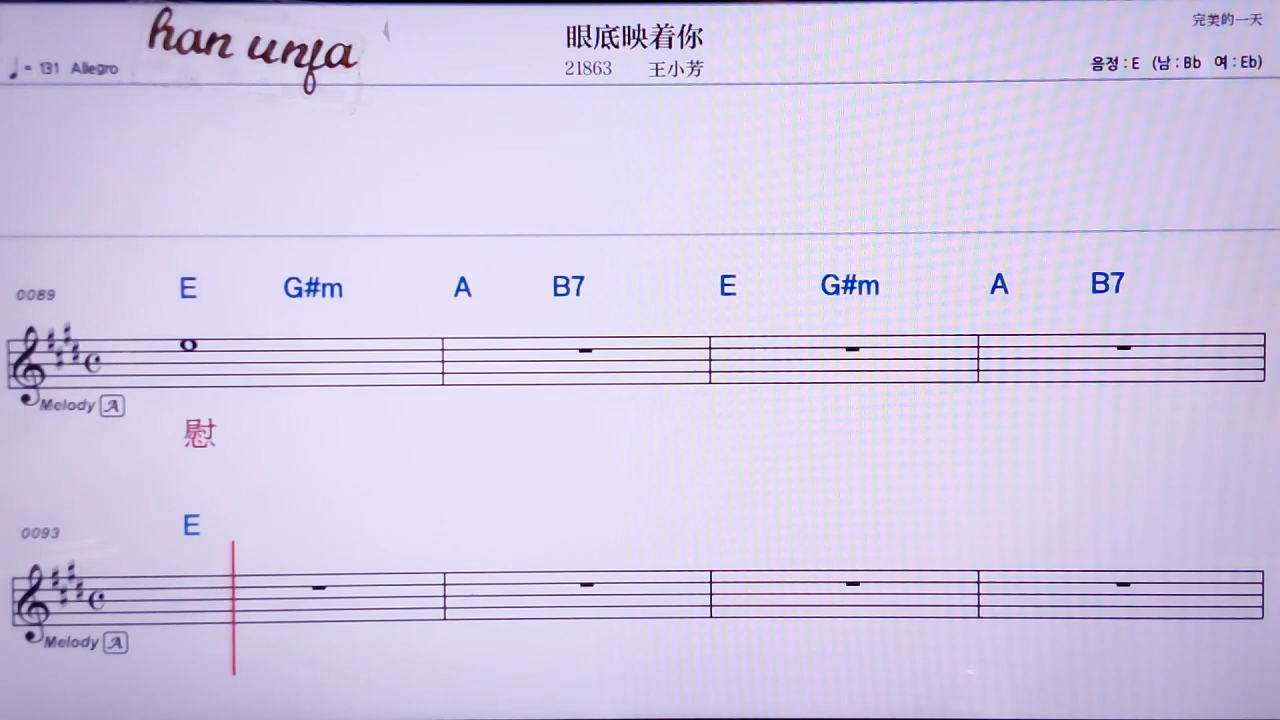 han unfa
眼底映着你
完美的一天
♩= 131 Allegro
21863 王小芳
음정 : E (남 : Bb 여 : Eb)
0089 E G#m A B7 E G#m A B7
Melody A
慰
0093 E
Melody A